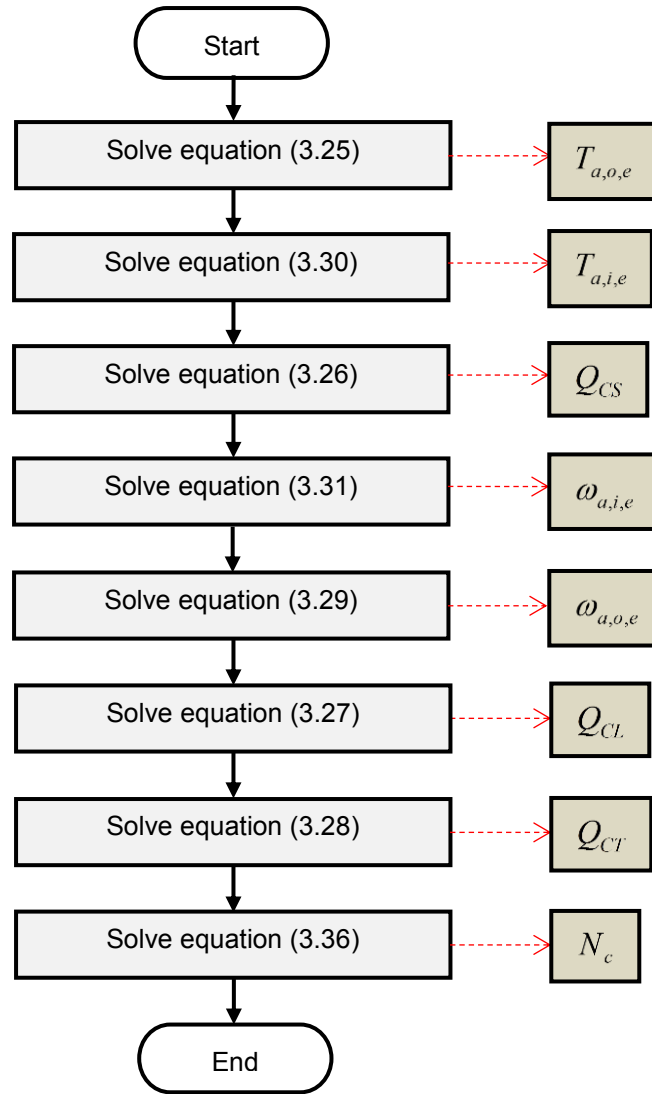 Start
Solve equation (3.25)
T_{a,o,e}
Solve equation (3.30)
T_{a,i,e}
Solve equation (3.26)
Q_{CS}
Solve equation (3.31)
ω_{a,i,e}
Solve equation (3.29)
ω_{a,o,e}
Solve equation (3.27)
Q_{CL}
Solve equation (3.28)
Q_{CT}
Solve equation (3.36)
N_c
End